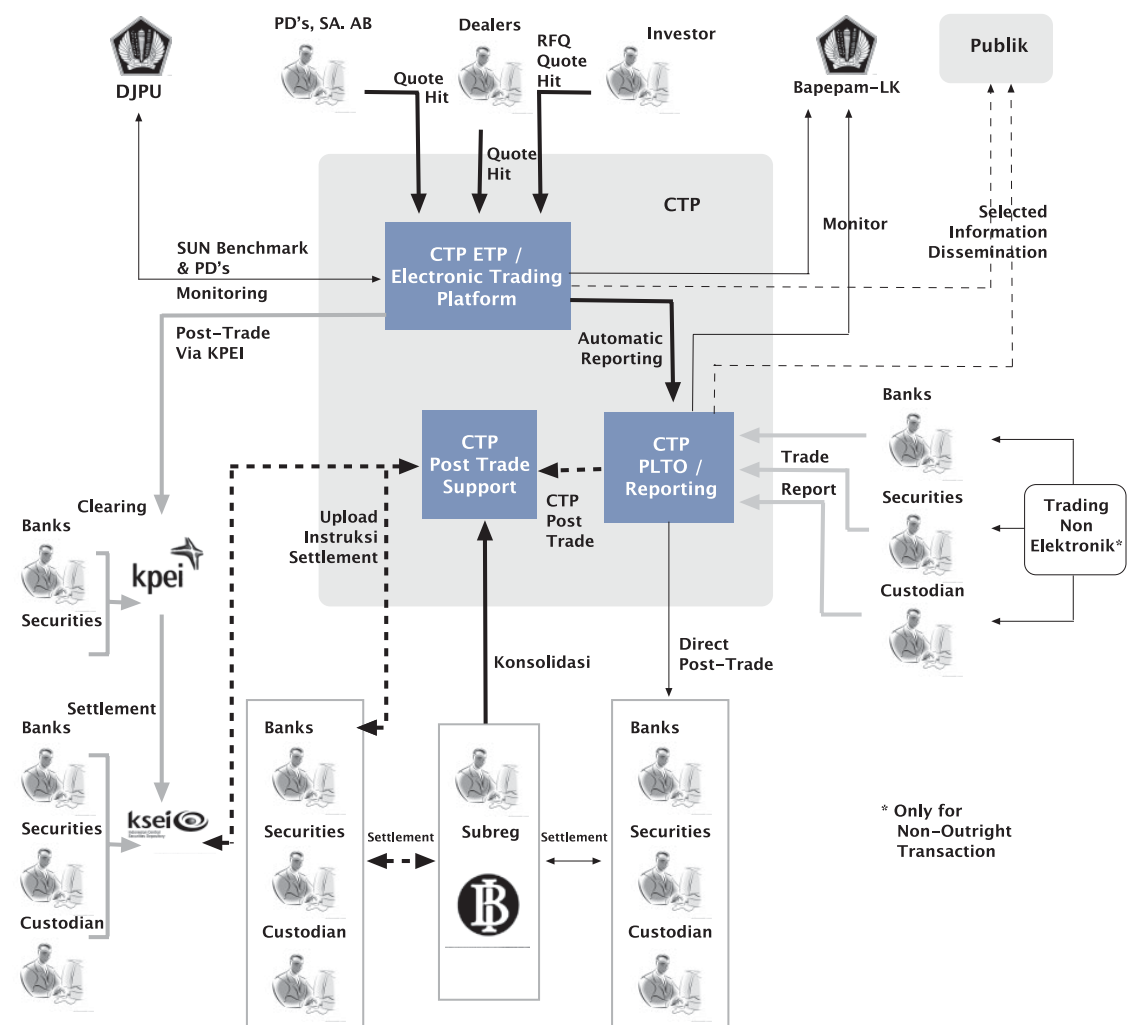 PD's, SA. AB
Dealers
RFQ
Quote
Hit
Investor
Publik
DJPU
Bapepam-LK
Quote
Hit
Quote
Hit
CTP
Monitor
Selected
Information
Dissemination
SUN Benchmark
& PD's
Monitoring
CTP ETP /
Electronic Trading
Platform
Post-Trade
Via KPEI
Automatic
Reporting
Banks
CTP
Post Trade
Support
CTP
PLTO /
Reporting
Trade
Report
Securities
Trading
Non
Elektronik*
Custodian
Clearing
Banks
kpei
Securities
Upload
Instruksi
Settlement
CTP
Post
Trade
Konsolidasi
Direct
Post-Trade
Settlement
Banks
Securities
Custodian
ksei
Banks
Securities
Custodian
Settlement
Subreg
Settlement
Banks
Securities
Custodian
* Only for
Non-Outright
Transaction